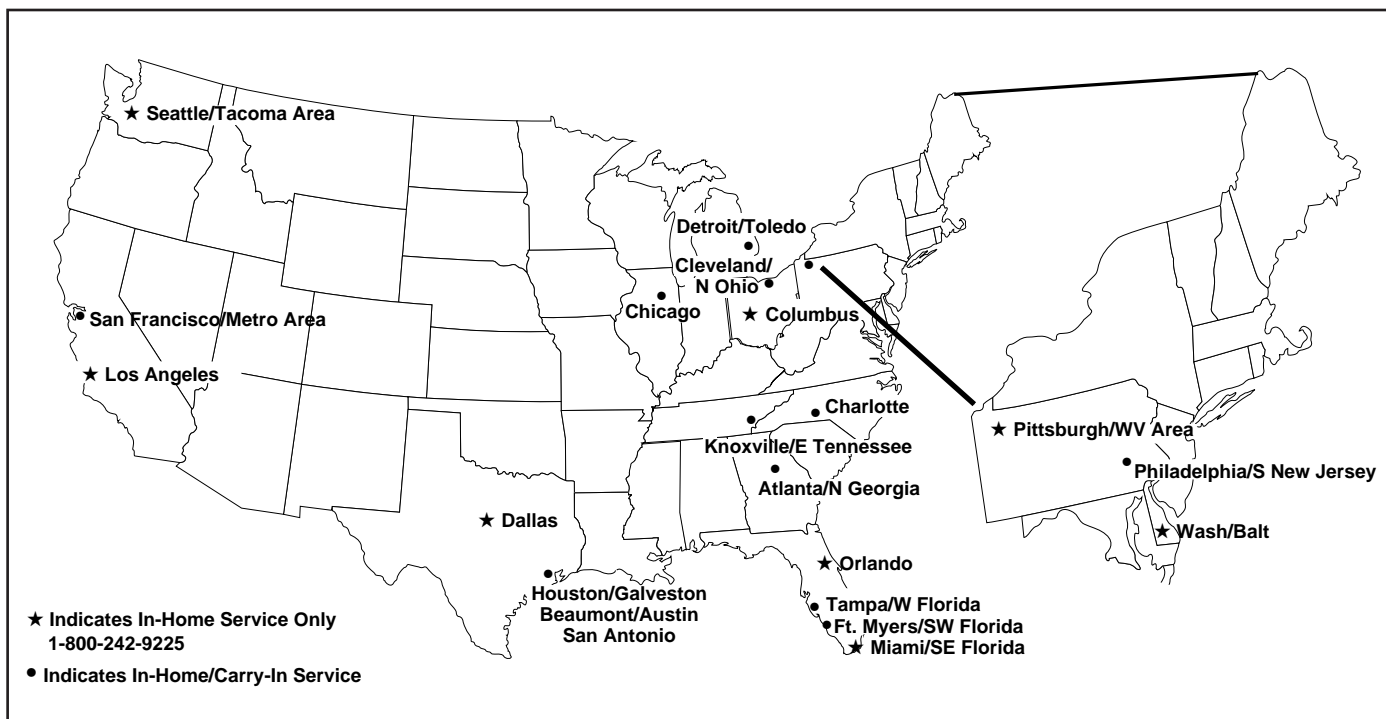 Seattle/Tacoma Area
Detroit/Toledo
Cleveland/
N Ohio
Chicago
Columbus
San Francisco/Metro Area
Los Angeles
Charlotte
Knoxville/E Tennessee
Atlanta/N Georgia
Pittsburgh/WV Area
Philadelphia/S New Jersey
Wash/Balt
Dallas
Orlando
Houston/Galveston
Beaumont/Austin
San Antonio
Tampa/W Florida
Ft. Myers/SW Florida
Miami/SE Florida
★ Indicates In-Home Service Only
1-800-242-9225
• Indicates In-Home/Carry-In Service